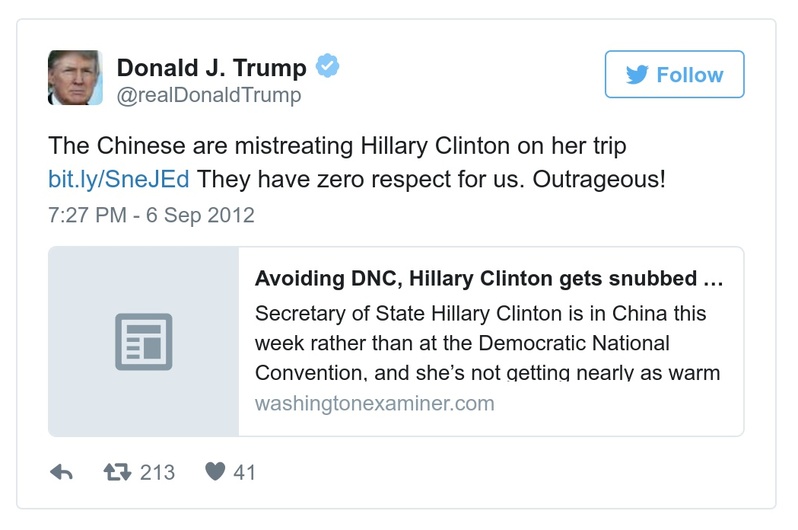 Donald J. Trump
@realDonaldTrump
Follow
The Chinese are mistreating Hillary Clinton on her trip
bit.ly/SneJEd They have zero respect for us. Outrageous!
7:27 PM - 6 Sep 2012
Avoiding DNC, Hillary Clinton gets snubbed ...
Secretary of State Hillary Clinton is in China this
week rather than at the Democratic National
Convention, and she’s not getting nearly as warm
washingtonexaminer.com
213 41